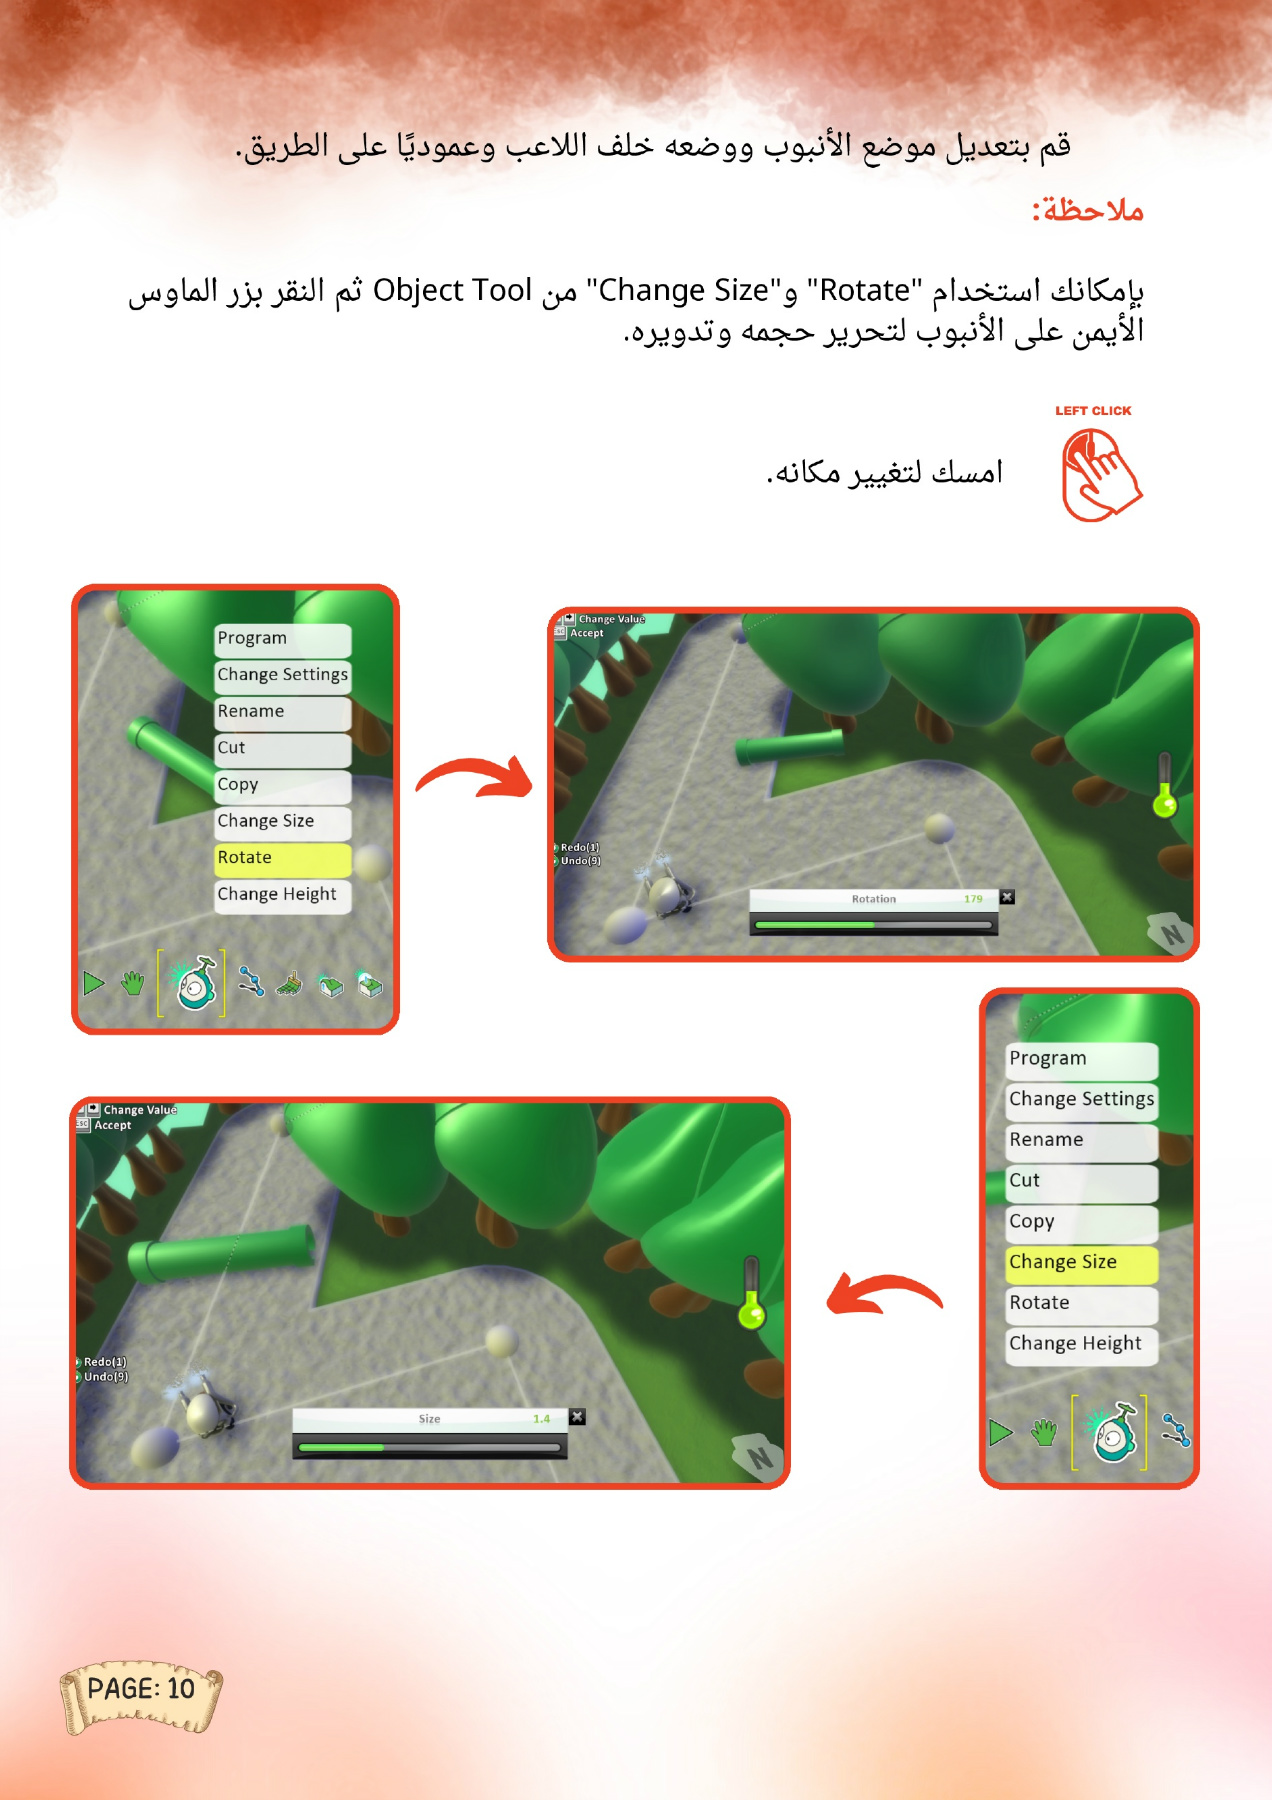 قم بتعديل موضع الأنبوب ووضعه خلف اللاعب وعموديًا على الطريق.
ملاحظة:
بإمكانك استخدام "Rotate" و"Change Size" من Object Tool ثم النقر بزر الماوس
الأيمن على الأنبوب لتحرير حجمه وتدويره.
LEFT CLICK
امسك لتغيير مكانه.
Program
Change Settings
Rename
Cut
Copy
Change Size
Rotate
Change Height
Change Value
ESC Accept
Redo(1)
Undo(9)
Rotation 179
N
Program
Change Settings
Rename
Cut
Copy
Change Size
Rotate
Change Height
Change Value
ESC Accept
Redo(1)
Undo(9)
Size 1.4
N
PAGE: 10